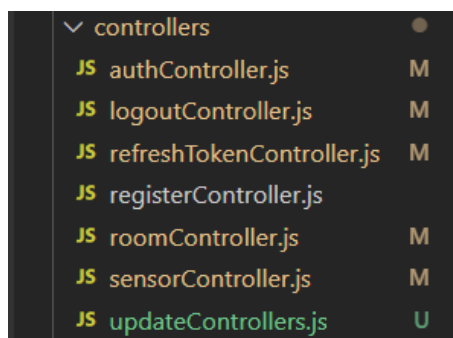 controllers
JS authController.js M
JS logoutController.js M
JS refreshTokenController.js M
JS registerController.js
JS roomController.js M
JS sensorController.js M
JS updateControllers.js U